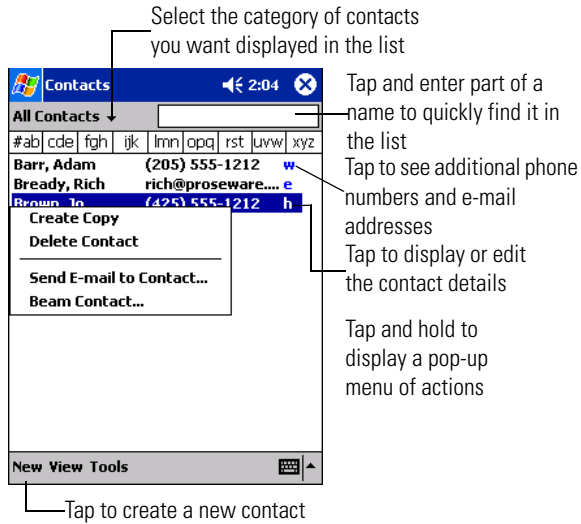 Select the category of contacts
you want displayed in the list
Contacts 2:04
All Contacts
#ab cde fgh ijk lmn opq rst uvw xyz
Barr, Adam (205) 555-1212 w
Bready, Rich rich@proseware.... e
Brown, Jo (425) 555-1212 h
Create Copy
Delete Contact
Send E-mail to Contact...
Beam Contact...
New View Tools
Tap and enter part of a
name to quickly find it in
the list
Tap to see additional phone
numbers and e-mail
addresses
Tap to display or edit
the contact details
Tap and hold to
display a pop-up
menu of actions
Tap to create a new contact